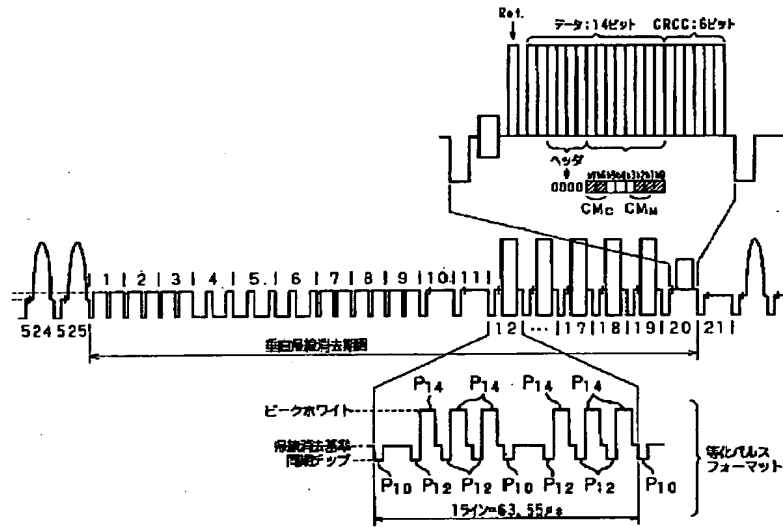 Ref. データ:14ビット CRCC:6ビット
ヘッダ
0000 b7b6b5b4b3b2b1b0
CMC CMM
1 2 3 4 5 6 7 8 9 10 11
524 525 12 ... 17 18 19 20 21
垂直帰線消去期間
P14 P14 P14 P14
ピークホワイト
帰線消去基準
同期チップ
等化パルス
フォーマット
P10 P12 P12 P10 P12 P12 P10
1ライン=63.55μs